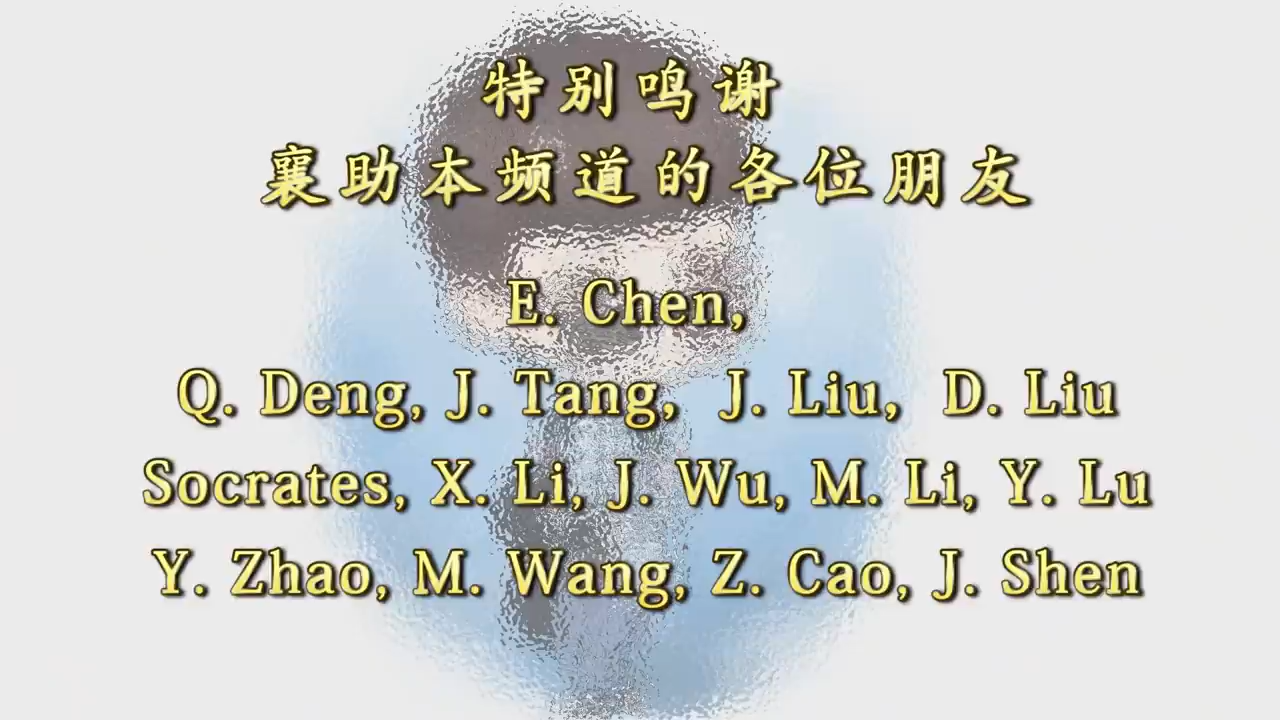 特别鸣谢
襄助本频道的各位朋友
E. Chen,
Q. Deng, J. Tang, J. Liu, D. Liu
Socrates, X. Li, J. Wu, M. Li, Y. Lu
Y. Zhao, M. Wang, Z. Cao, J. Shen